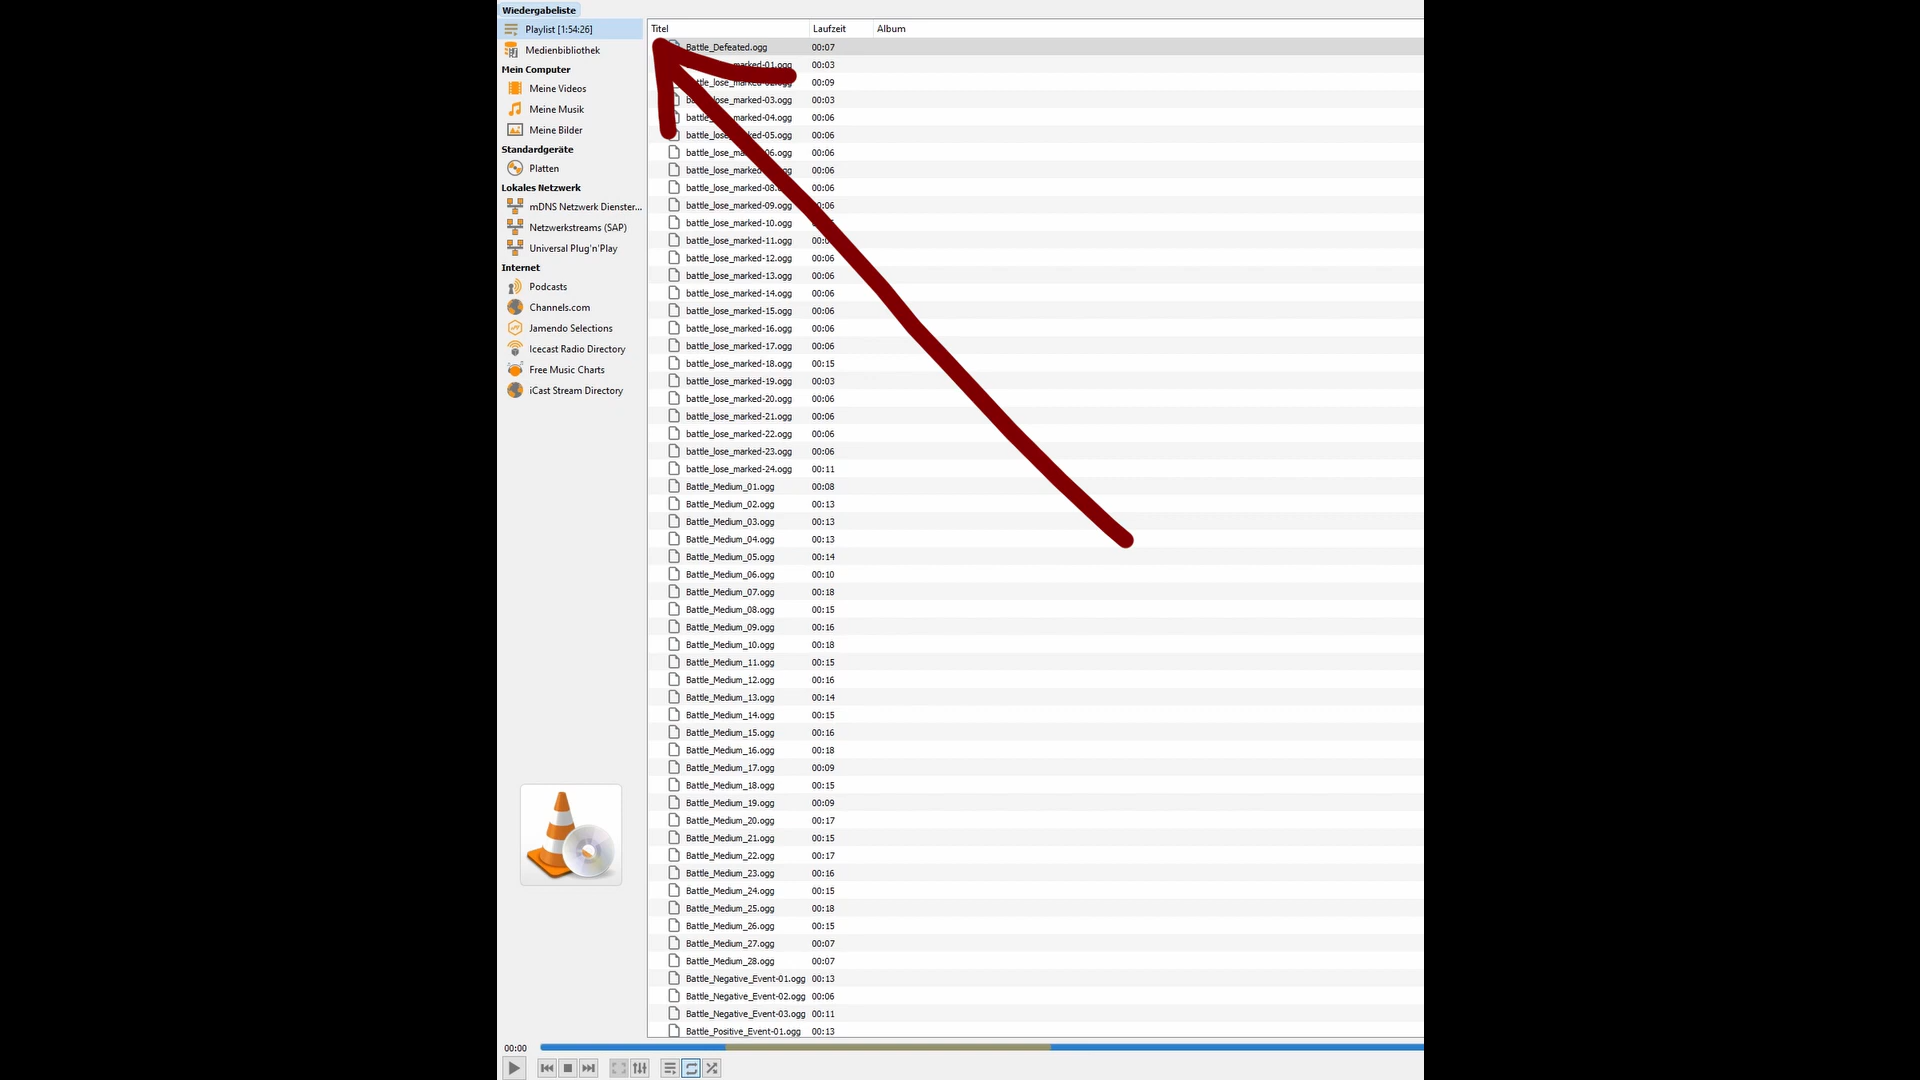 Wiedergabeliste
Playlist [1:54:26]
Medienbibliothek
Mein Computer
Meine Videos
Meine Musik
Meine Bilder
Standardgeräte
Platten
Lokales Netzwerk
mDNS Netzwerk Dienster...
Netzwerkstreams (SAP)
Universal Plug'n'Play
Internet
Podcasts
Channels.com
Jamendo Selections
Icecast Radio Directory
Free Music Charts
iCast Stream Directory
Titel Laufzeit Album
Battle_Defeated.ogg 00:07
marked-01.ogg 00:03
00:09
lose_marked-03.ogg 00:03
marked-04.ogg 00:06
battle_lose_marked-05.ogg 00:06
battle_lose_ 00:06
battle_lose_marked 00:06
battle_lose_marked-08 00:06
battle_lose_marked-09.ogg
battle_lose_marked-10.ogg
battle_lose_marked-11.ogg
battle_lose_marked-12.ogg 00:06
battle_lose_marked-13.ogg 00:06
battle_lose_marked-14.ogg 00:06
battle_lose_marked-15.ogg 00:06
battle_lose_marked-16.ogg 00:06
battle_lose_marked-17.ogg 00:06
battle_lose_marked-18.ogg 00:15
battle_lose_marked-19.ogg 00:03
battle_lose_marked-20.ogg 00:06
battle_lose_marked-21.ogg 00:06
battle_lose_marked-22.ogg 00:06
battle_lose_marked-23.ogg 00:06
battle_lose_marked-24.ogg 00:11
Battle_Medium_01.ogg 00:08
Battle_Medium_02.ogg 00:13
Battle_Medium_03.ogg 00:13
Battle_Medium_04.ogg 00:13
Battle_Medium_05.ogg 00:14
Battle_Medium_06.ogg 00:10
Battle_Medium_07.ogg 00:18
Battle_Medium_08.ogg 00:15
Battle_Medium_09.ogg 00:16
Battle_Medium_10.ogg 00:18
Battle_Medium_11.ogg 00:15
Battle_Medium_12.ogg 00:16
Battle_Medium_13.ogg 00:14
Battle_Medium_14.ogg 00:15
Battle_Medium_15.ogg 00:16
Battle_Medium_16.ogg 00:18
Battle_Medium_17.ogg 00:09
Battle_Medium_18.ogg 00:15
Battle_Medium_19.ogg 00:09
Battle_Medium_20.ogg 00:17
Battle_Medium_21.ogg 00:15
Battle_Medium_22.ogg 00:17
Battle_Medium_23.ogg 00:16
Battle_Medium_24.ogg 00:15
Battle_Medium_25.ogg 00:18
Battle_Medium_26.ogg 00:15
Battle_Medium_27.ogg 00:07
Battle_Medium_28.ogg 00:07
Battle_Negative_Event-01.ogg 00:13
Battle_Negative_Event-02.ogg 00:06
Battle_Negative_Event-03.ogg 00:11
Battle_Positive_Event-01.ogg 00:13
00:00